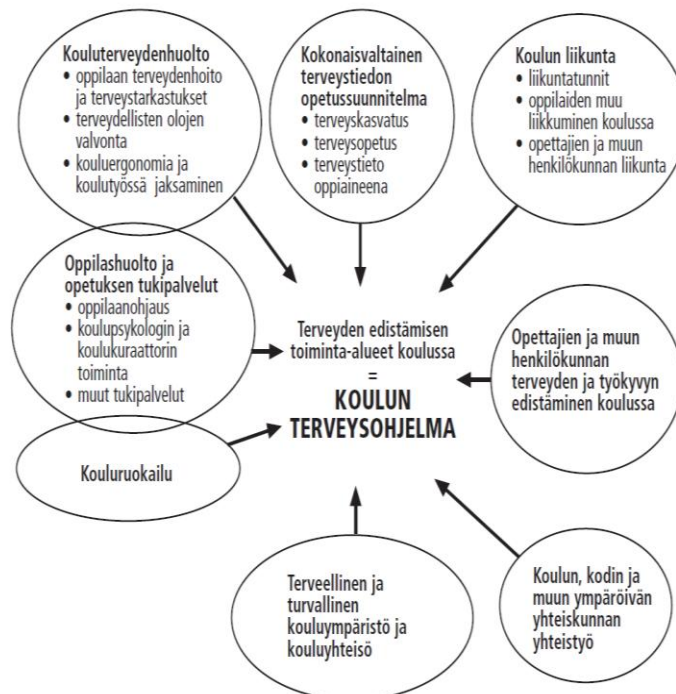 Kouluterveydenhuolto
• oppilaan terveydenhoito
ja terveystarkastukset
• terveydellisten olojen
valvonta
• kouluergonomia ja
koulutyössä jaksaminen
Kokonaisvaltainen
terveystiedon
opetussuunnitelma
• terveyskasvatus
• terveysopetus
• terveystieto
oppiaineena
Koulun liikunta
• liikuntatunnit
• oppilaiden muu
liikkuminen koulussa
• opettajien ja muun
henkilökunnan liikunta
Oppilashuolto ja
opetuksen tukipalvelut
• oppilaanohjaus
• koulupsykologin ja
koulukuraattorin
toiminta
• muut tukipalvelut
Terveyden edistämisen
toiminta-alueet koulussa
=
KOULUN
TERVEYSOHJELMA
Opettajien ja muun
henkilökunnan
terveyden ja työkyvyn
edistäminen koulussa
Kouluruokailu
Terveellinen ja
turvallinen
kouluympäristö ja
kouluyhteisö
Koulun, kodin ja
muun ympäröivän
yhteiskunnan
yhteistyö